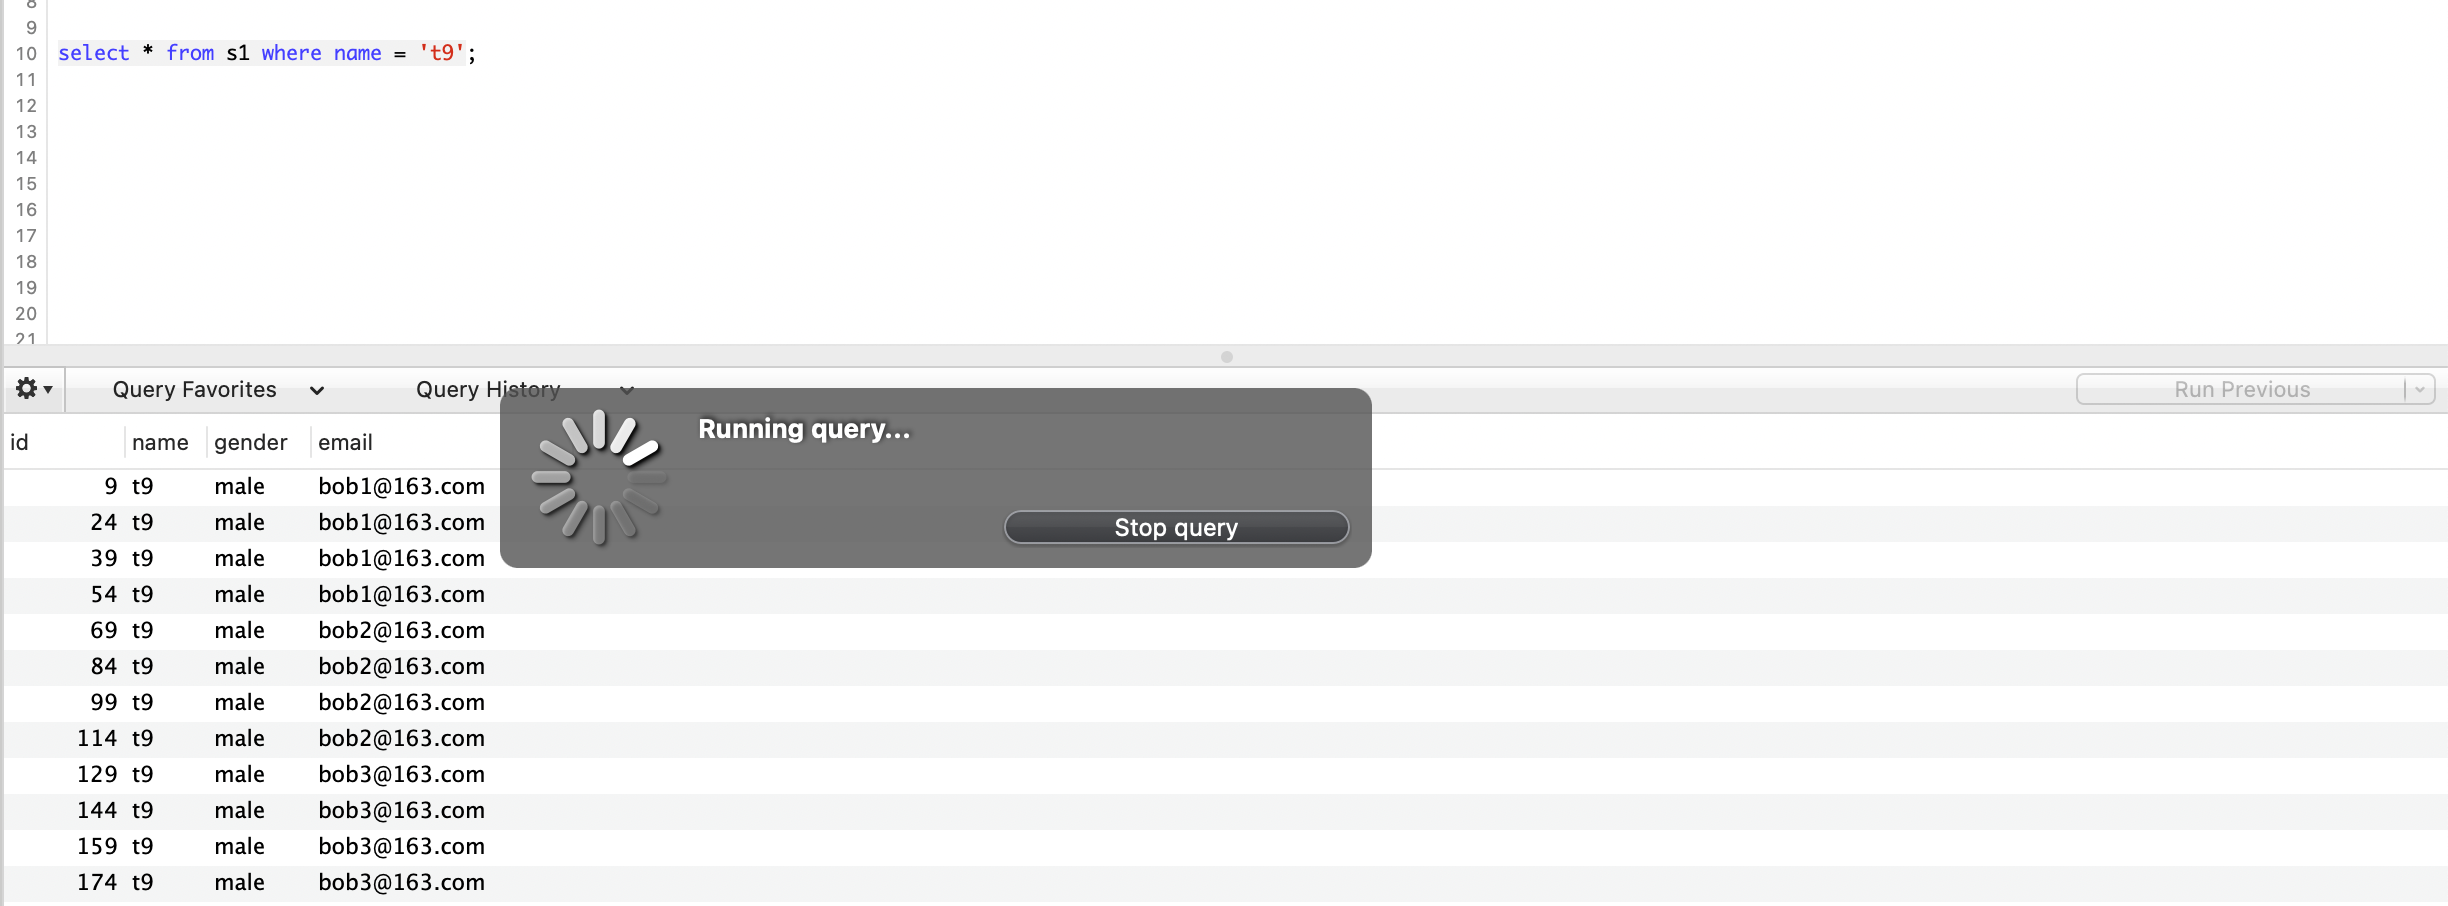 8
9
10 select * from s1 where name = 't9';
11
12
13
14
15
16
17
18
19
20
21
Query Favorites Query History Run Previous
Running query...
Stop query
id name gender email
9 t9 male bob1@163.com
24 t9 male bob1@163.com
39 t9 male bob1@163.com
54 t9 male bob1@163.com
69 t9 male bob2@163.com
84 t9 male bob2@163.com
99 t9 male bob2@163.com
114 t9 male bob2@163.com
129 t9 male bob3@163.com
144 t9 male bob3@163.com
159 t9 male bob3@163.com
174 t9 male bob3@163.com